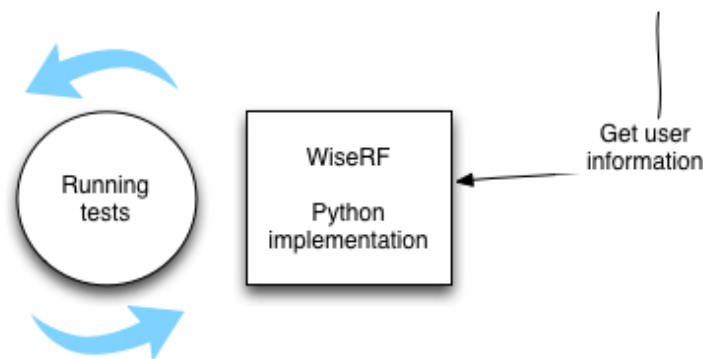 Running
tests
WiseRF
Python
implementation
Get user
information